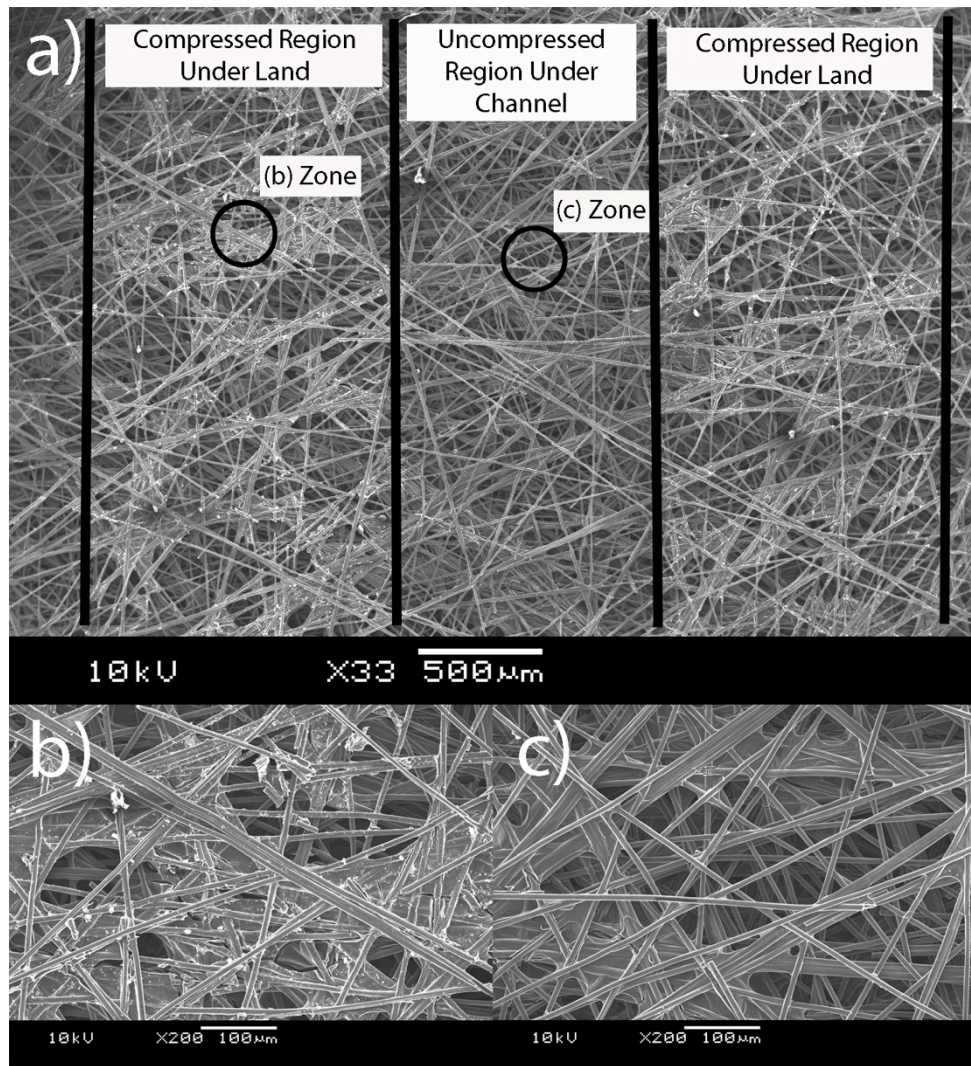 a)
Compressed Region
Under Land
Uncompressed
Region Under
Channel
Compressed Region
Under Land
(b) Zone
(c) Zone
10kV X33 500µm
b)
10kV X200 100µm
c)
10kV X200 100µm